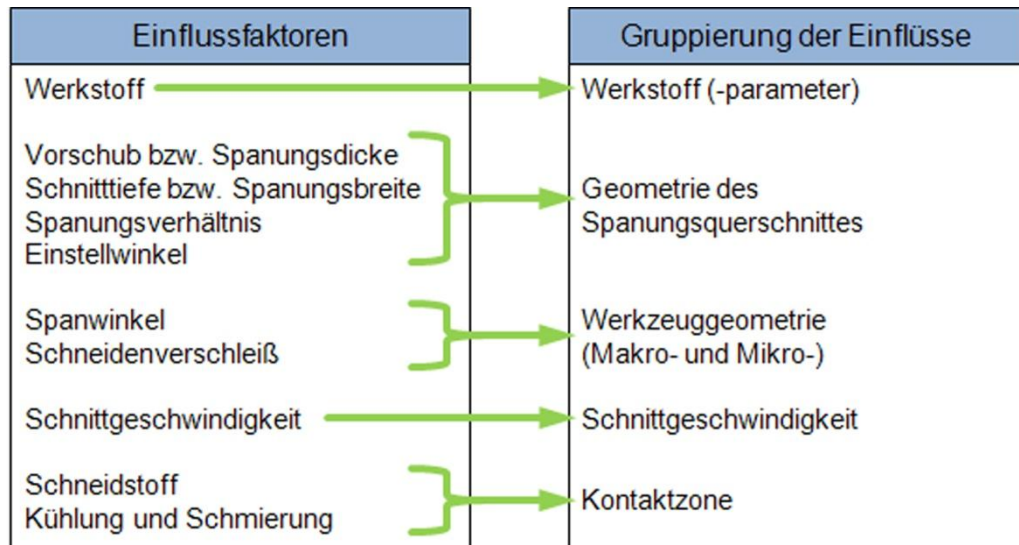 Einflussfaktoren
Gruppierung der Einflüsse
Werkstoff
Werkstoff (-parameter)
Vorschub bzw. Spanungsdicke
Schnitttiefe bzw. Spanungsbreite
Spanungsverhältnis
Einstellwinkel
Geometrie des
Spanungsquerschnittes
Spanwinkel
Schneidenverschleiß
Werkzeuggeometrie
(Makro- und Mikro-)
Schnittgeschwindigkeit
Schnittgeschwindigkeit
Schneidstoff
Kühlung und Schmierung
Kontaktzone